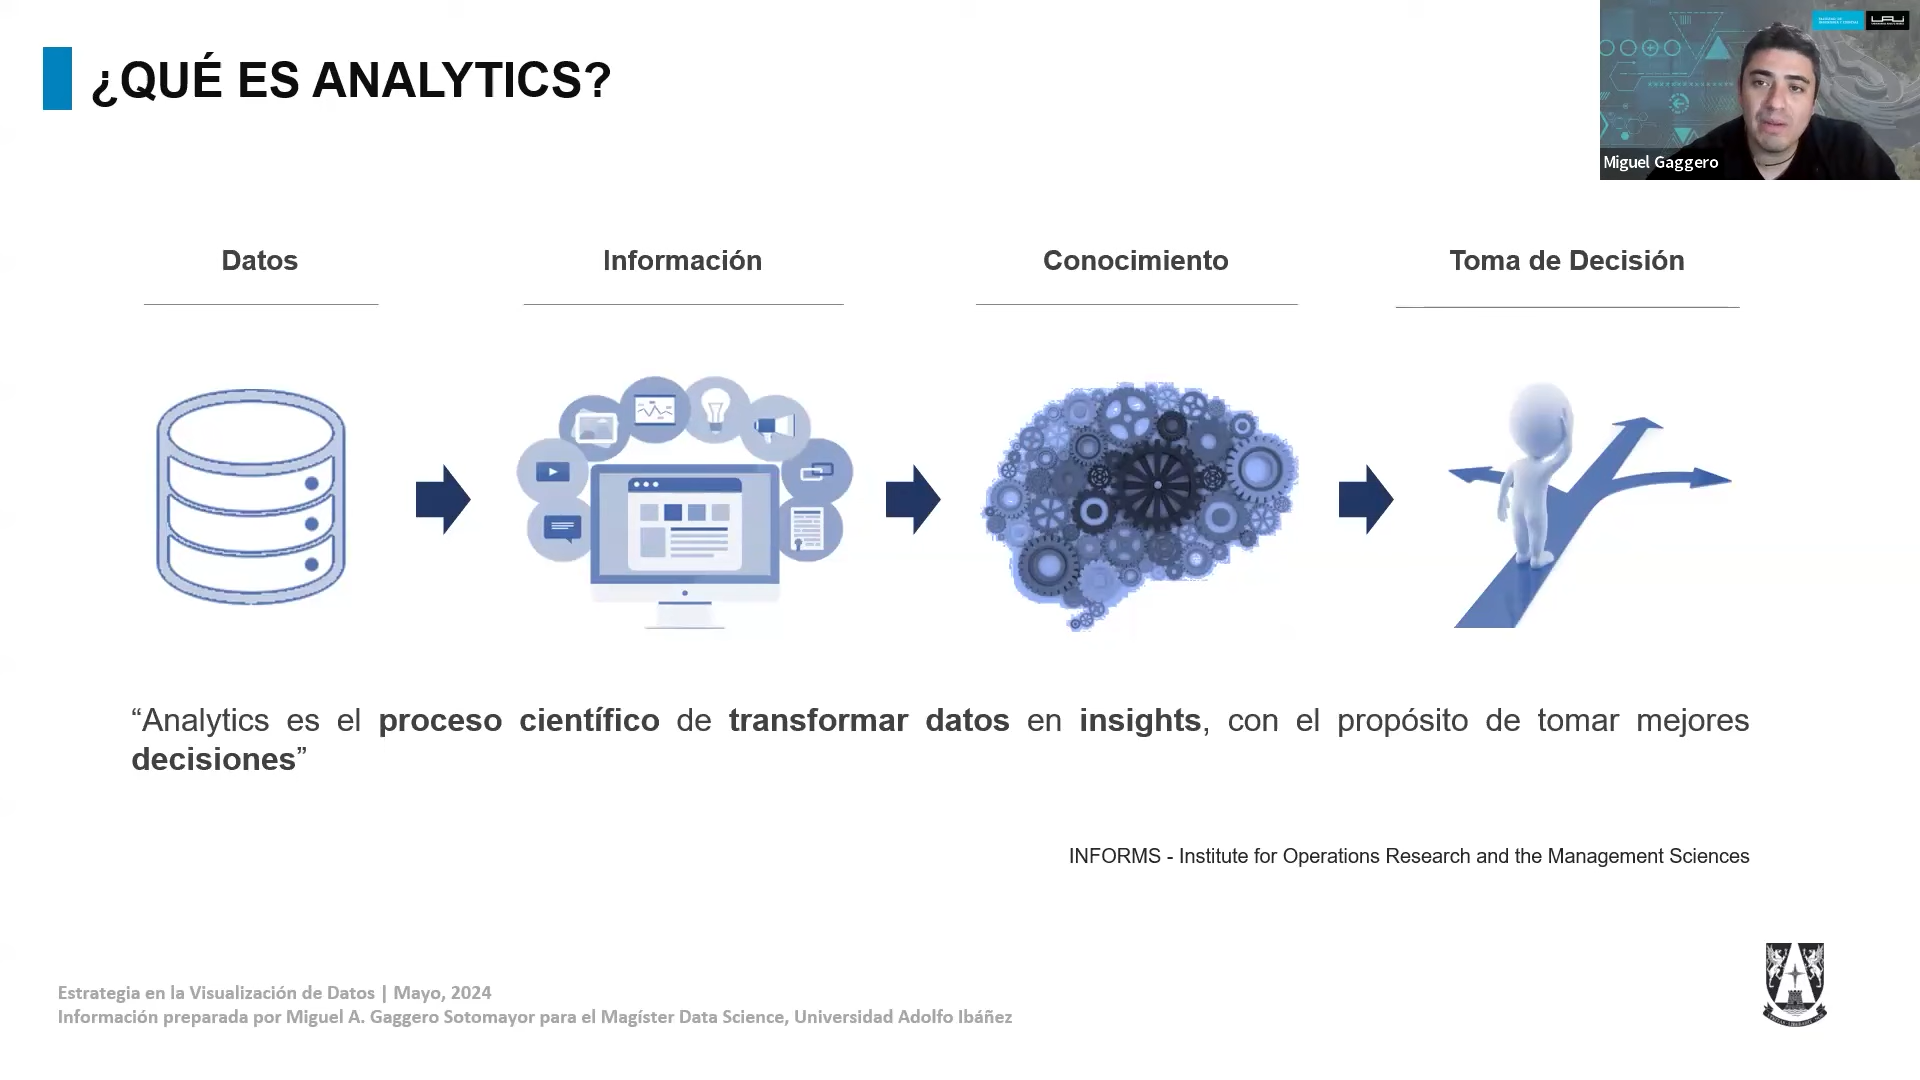 ¿QUÉ ES ANALYTICS?
Miguel Gaggero
Datos
Información
Conocimiento
Toma de Decisión
“Analytics es el proceso científico de transformar datos en insights, con el propósito de tomar mejores
decisiones”
INFORMS - Institute for Operations Research and the Management Sciences
Estrategia en la Visualización de Datos | Mayo, 2024
Información preparada por Miguel A. Gaggero Sotomayor para el Magíster Data Science, Universidad Adolfo Ibáñez